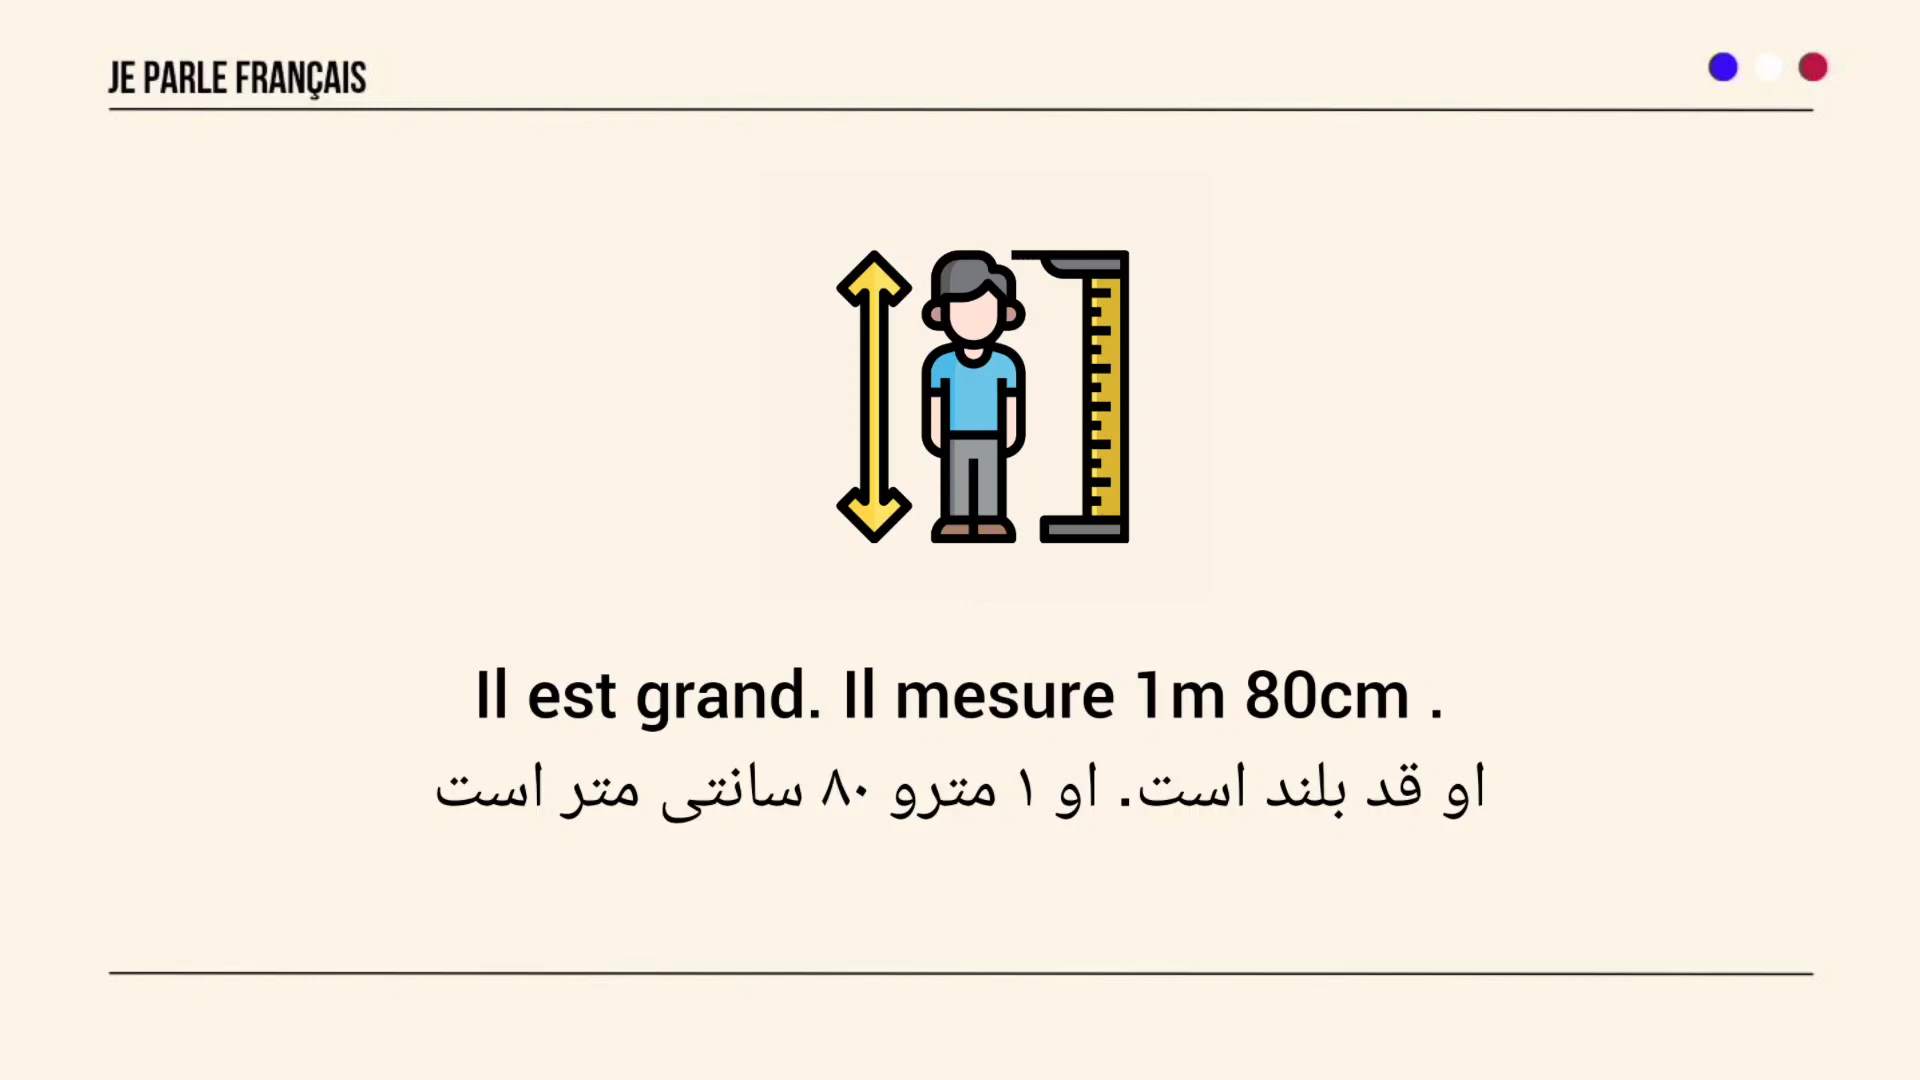 JE PARLE FRANÇAIS
Il est grand. Il mesure 1m 80cm .
او قد بلند است. او ۱ مترو ۸۰ سانتی متر است